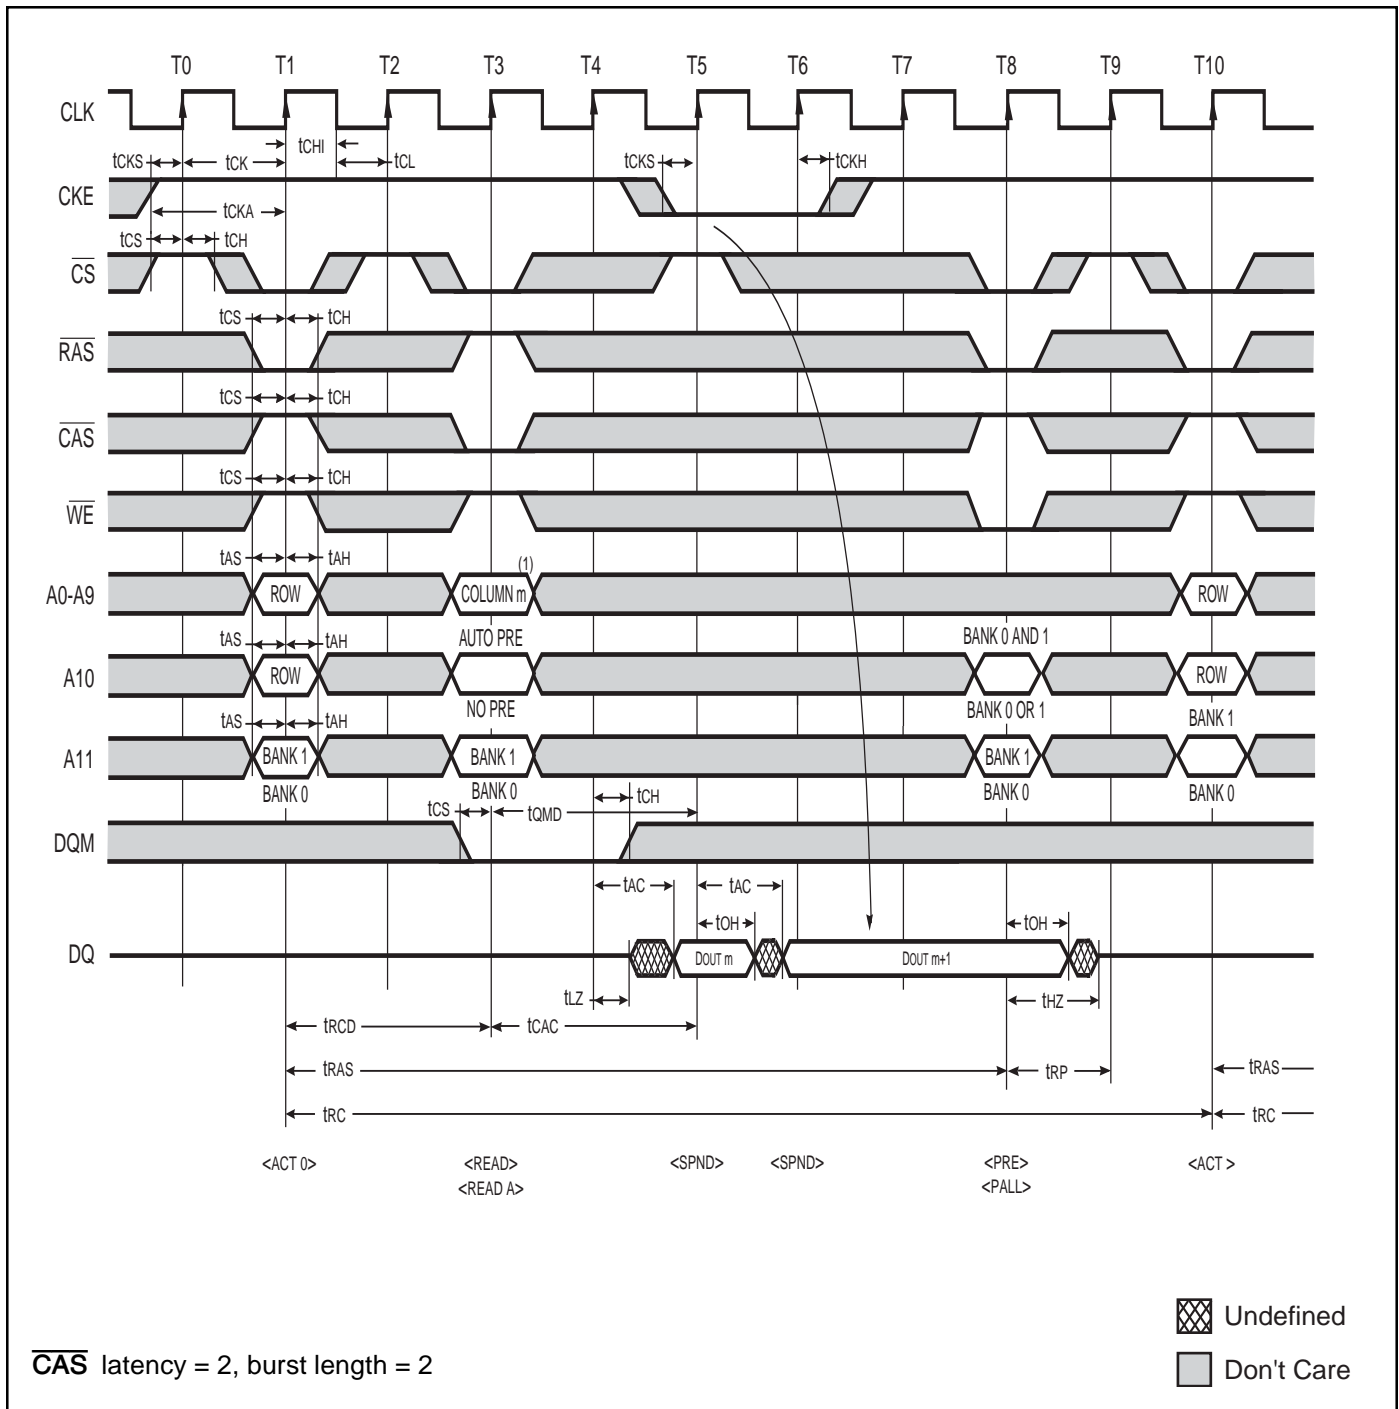 T0 T1 T2 T3 T4 T5 T6 T7 T8 T9 T10
CLK
tCHI
tCKS tCK tCL tCKS tCKH
CKE
tCKA
tCS tCH
CS
tCS tCH
RAS
tCS tCH
CAS
tCS tCH
WE
tAS tAH (1)
A0-A9 ROW COLUMN m ROW
tAS tAH AUTO PRE BANK 0 AND 1
A10 ROW ROW
NO PRE BANK 0 OR 1 BANK 1
tAS tAH
A11 BANK 1 BANK 1 BANK 1
BANK 0 BANK 0 BANK 0 BANK 0
tCS tQMD tCH
DQM
tAC tAC
tOH tOH
DQ DOUT m DOUT m+1
tLZ tHZ
tRCD tCAC
tRAS tRP tRAS
tRC tRC
<ACT 0> <READ> <SPND> <SPND> <PRE> <ACT >
<READ A> <PALL>
Undefined
CAS latency = 2, burst length = 2
Don't Care